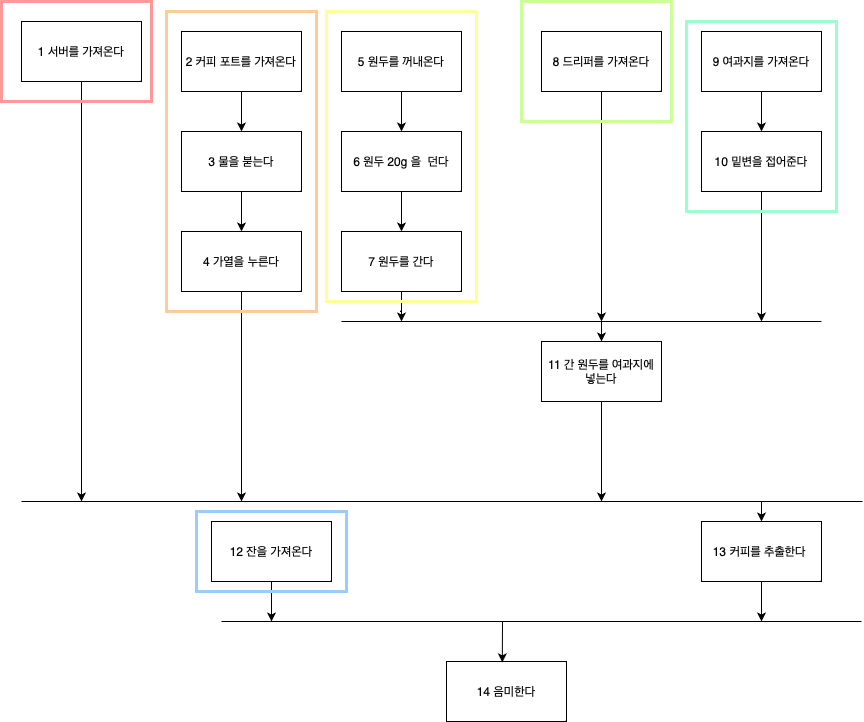 1 서버를 가져온다
2 커피 포트를 가져온다
5 원두를 꺼내온다
8 드리퍼를 가져온다
9 여과지를 가져온다
3 물을 붇는다
6 원두 20g 을 던다
10 밑변을 접어준다
4 가열을 누른다
7 원두를 간다
11 간 원두를 여과지에
넣는다
12 잔을 가져온다
13 커피를 추출한다
14 음미한다